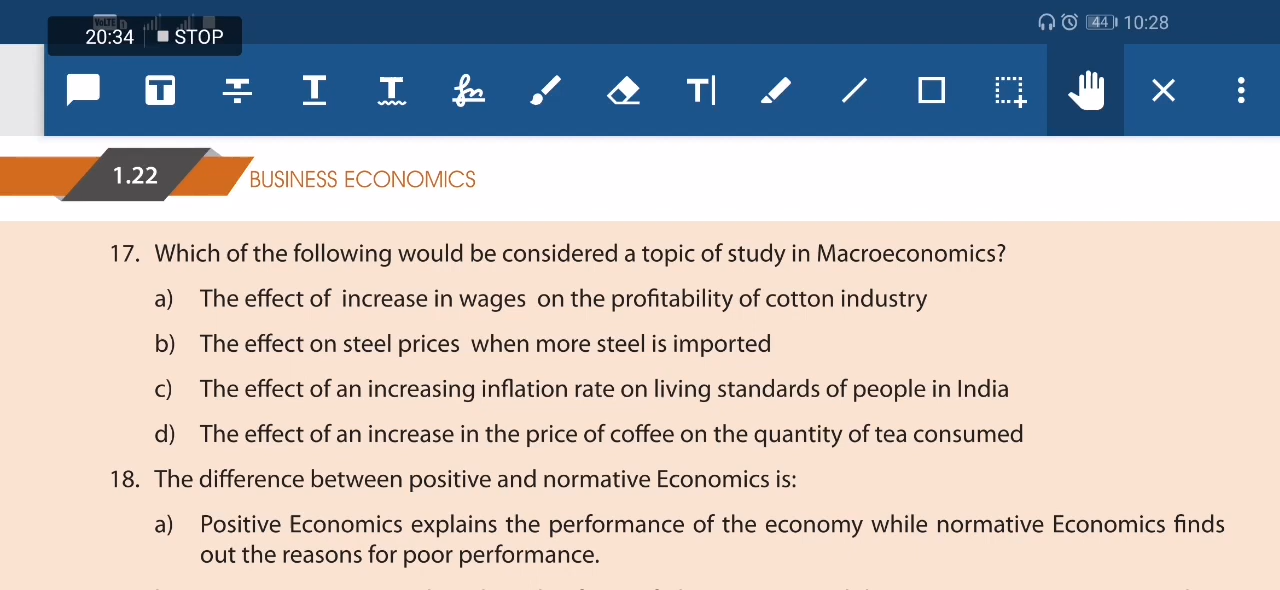 VoLTE
44 10:28
20:34 STOP
T T T T T
1.22 BUSINESS ECONOMICS
17. Which of the following would be considered a topic of study in Macroeconomics?
a) The effect of increase in wages on the profitability of cotton industry
b) The effect on steel prices when more steel is imported
c) The effect of an increasing inflation rate on living standards of people in India
d) The effect of an increase in the price of coffee on the quantity of tea consumed
18. The difference between positive and normative Economics is:
a) Positive Economics explains the performance of the economy while normative Economics finds
out the reasons for poor performance.